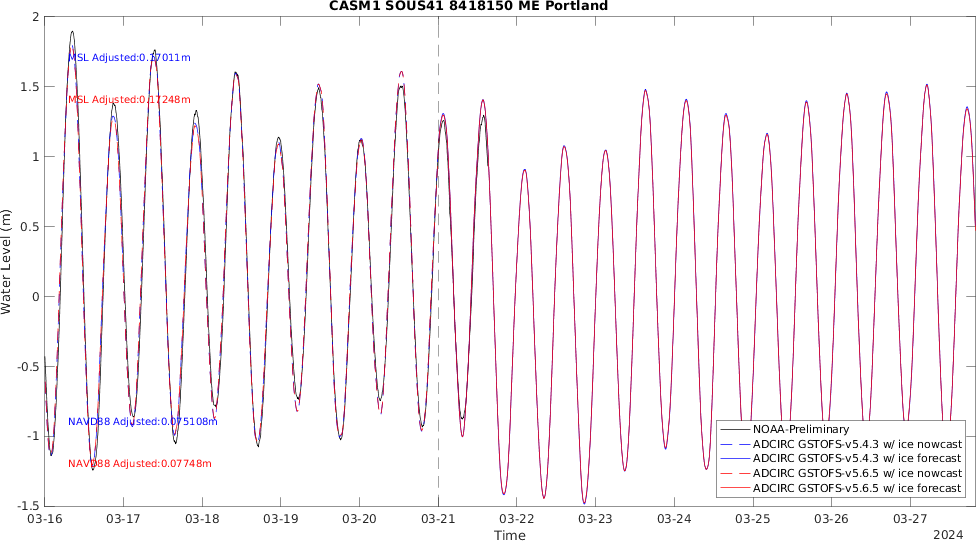 CASM1 SOUS41 8418150 ME Portland
2
1.5
1
0.5
0
-0.5
-1
-1.5
Water Level (m)
MSL Adjusted:0.17011m
MSL Adjusted:0.17248m
NAVD88 Adjusted:0.075108m
NAVD88 Adjusted:0.07748m
NOAA-Preliminary
ADCIRC GSTOFS-v5.4.3 w/ ice nowcast
ADCIRC GSTOFS-v5.4.3 w/ ice forecast
ADCIRC GSTOFS-v5.6.5 w/ ice nowcast
ADCIRC GSTOFS-v5.6.5 w/ ice forecast
03-16 03-17 03-18 03-19 03-20 03-21 03-22 03-23 03-24 03-25 03-26 03-27
Time
2024